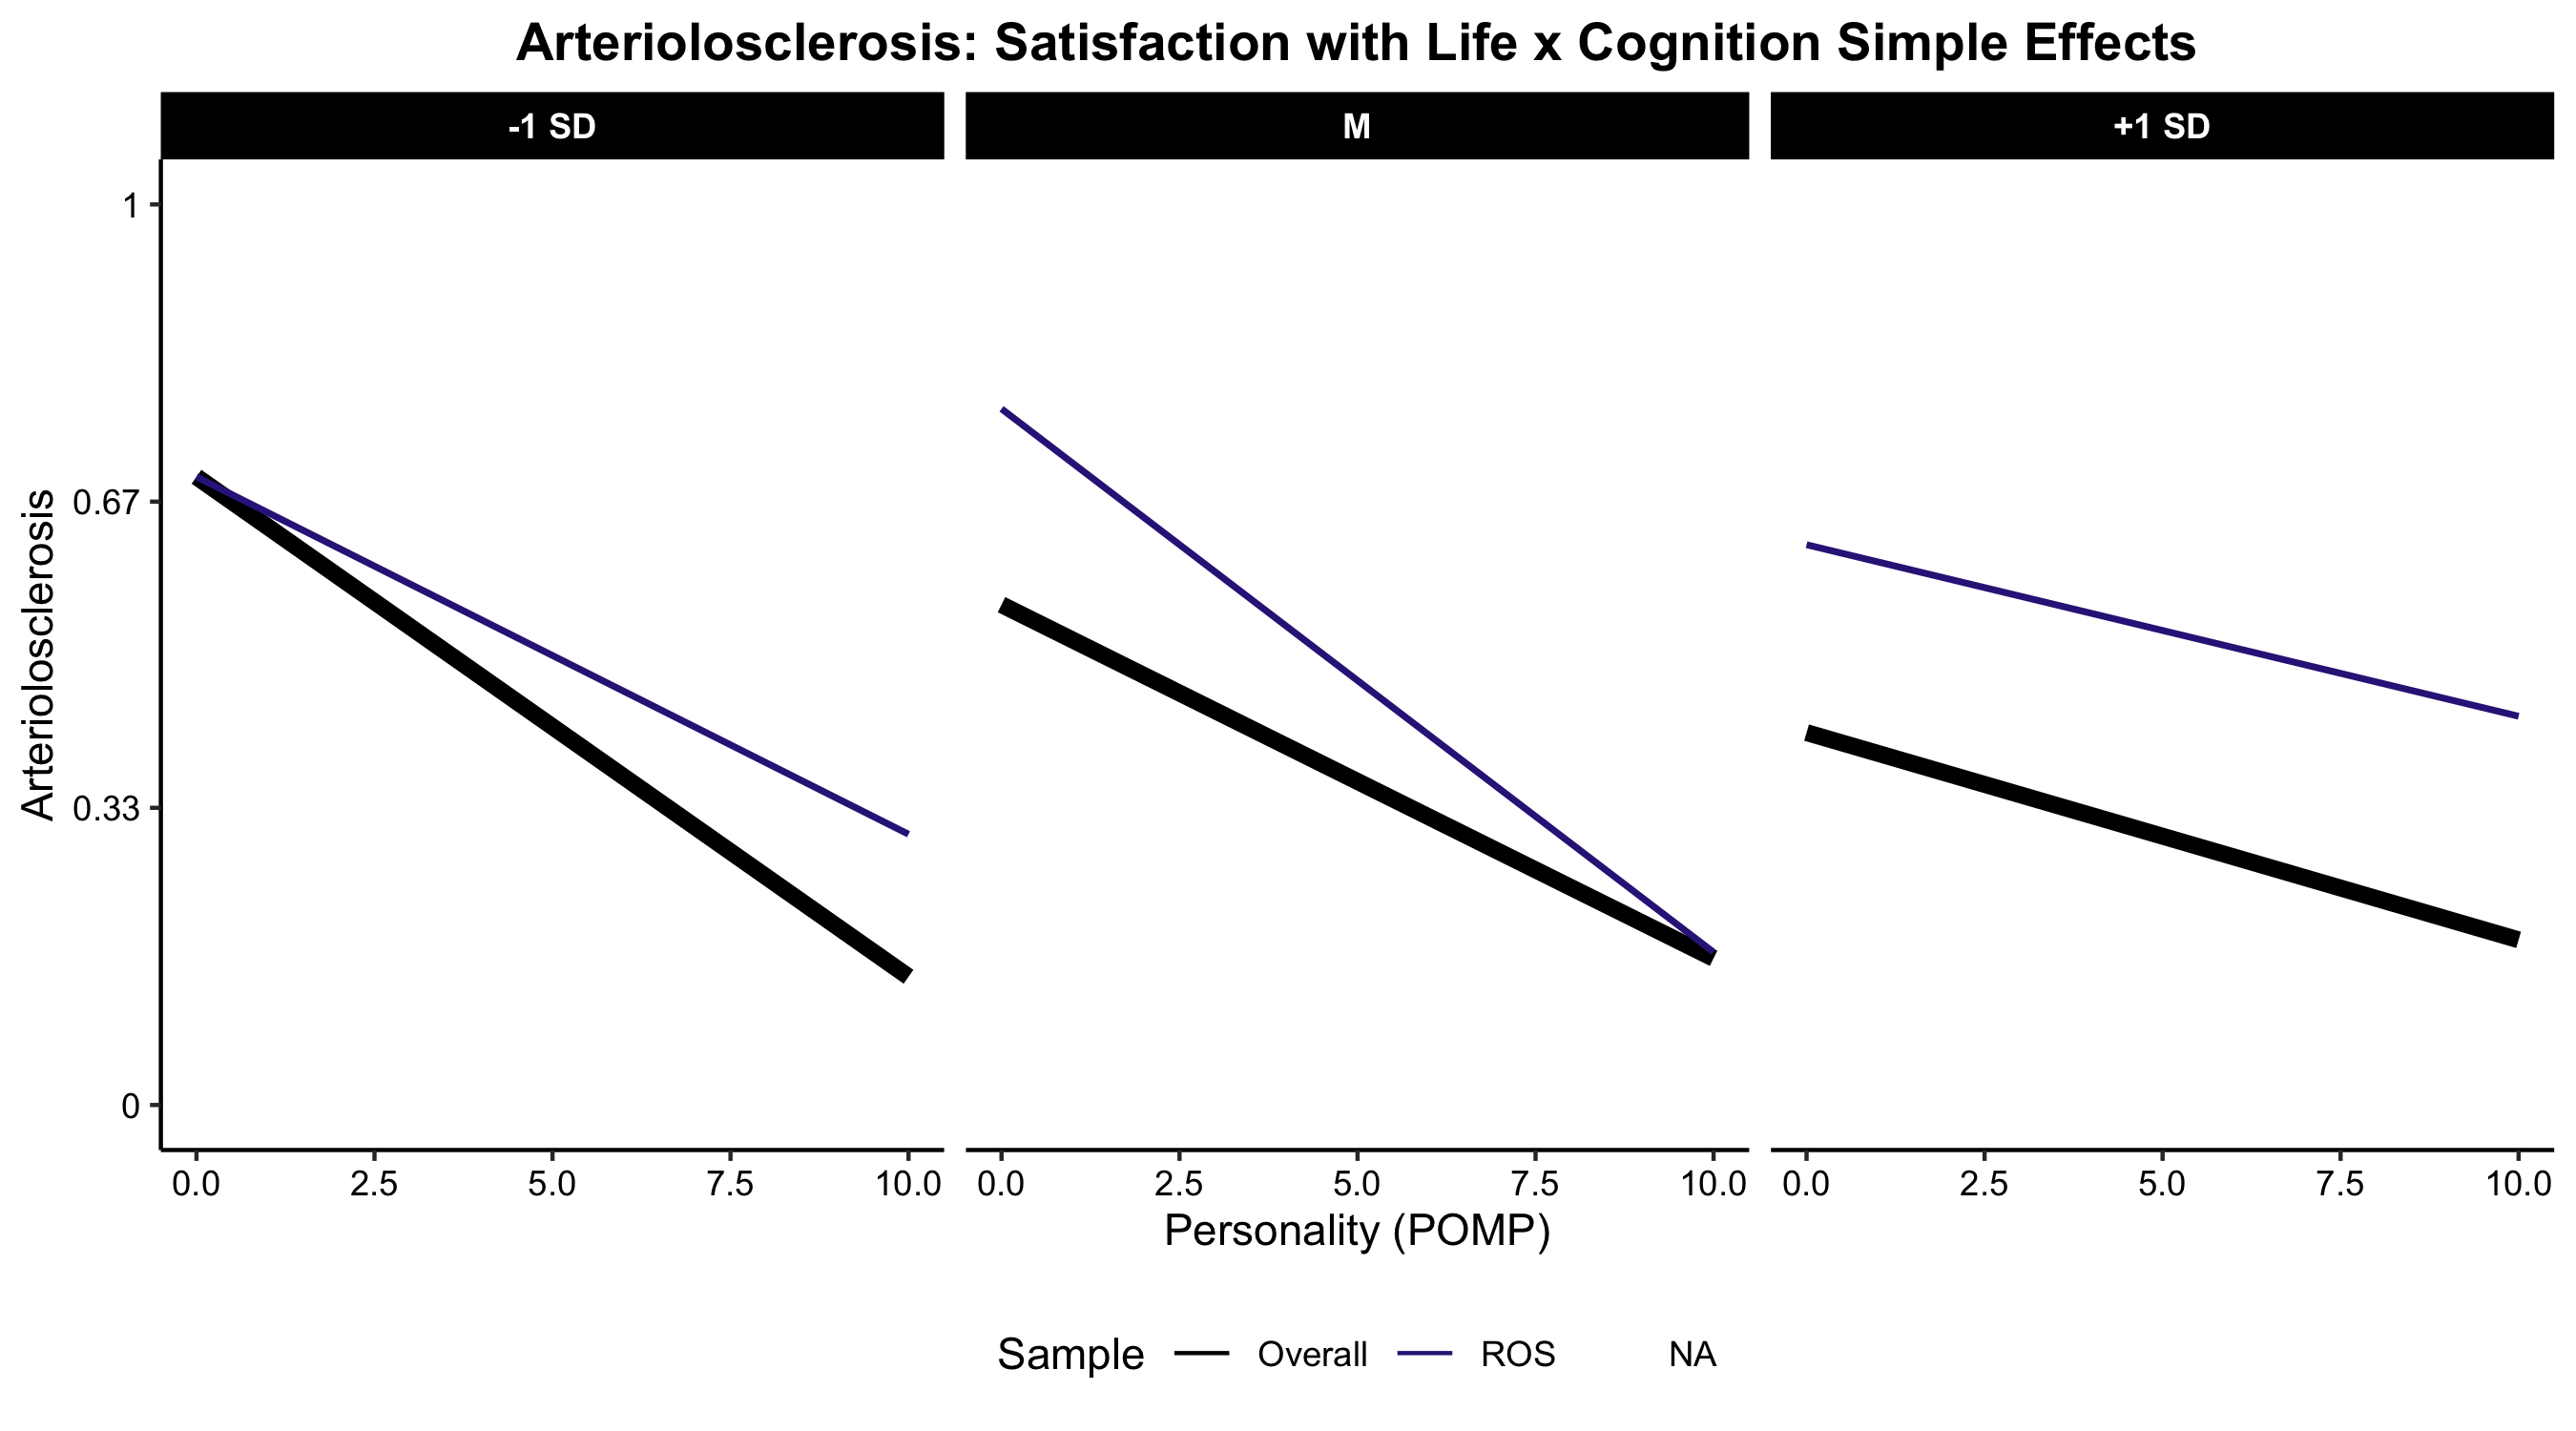 Arteriolosclerosis: Satisfaction with Life x Cognition Simple Effects
-1 SD
M
+1 SD
Arteriolosclerosis
1
0.67
0.33
0
0.0 2.5 5.0 7.5 10.0
0.0 2.5 5.0 7.5 10.0
0.0 2.5 5.0 7.5 10.0
Personality (POMP)
Sample Overall ROS NA